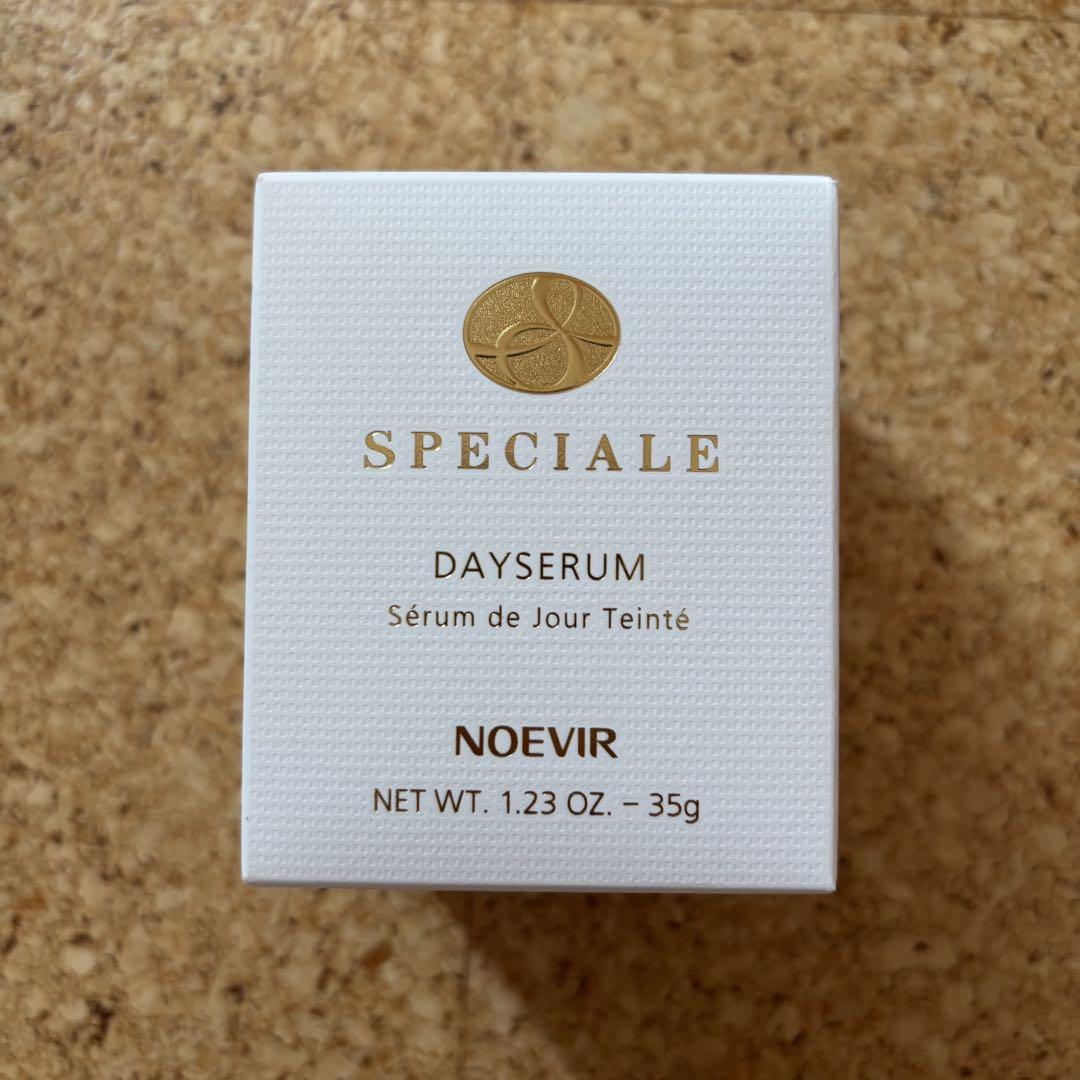 SPECIALE
DAYSERUM
Sérum de Jour Teinté
NOEVIR
NET WT. 1.23 OZ. – 35g